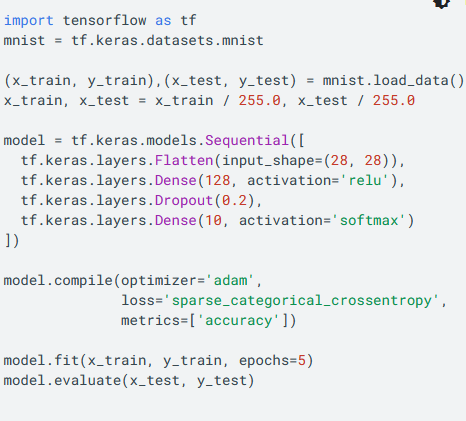 import tensorflow as tf
mnist = tf.keras.datasets.mnist

(x_train, y_train),(x_test, y_test) = mnist.load_data()
x_train, x_test = x_train / 255.0, x_test / 255.0

model = tf.keras.models.Sequential([
  tf.keras.layers.Flatten(input_shape=(28, 28)),
  tf.keras.layers.Dense(128, activation='relu'),
  tf.keras.layers.Dropout(0.2),
  tf.keras.layers.Dense(10, activation='softmax')
])

model.compile(optimizer='adam',
              loss='sparse_categorical_crossentropy',
              metrics=['accuracy'])

model.fit(x_train, y_train, epochs=5)
model.evaluate(x_test, y_test)